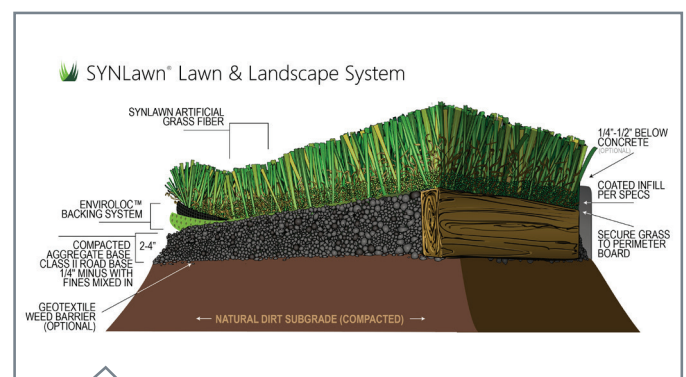 SYNLawn® Lawn & Landscape System
SYNLAWN ARTIFICIAL
GRASS FIBER
1/4"-1/2" BELOW
CONCRETE
(OPTIONAL)
COATED INFILL
PER SPECS
SECURE GRASS
TO PERIMETER
BOARD
ENVIROLOC™
BACKING SYSTEM
2-4"
COMPACTED
AGGREGATE BASE
CLASS II ROAD BASE
1/4" MINUS WITH
FINES MIXED IN
GEOTEXTILE
WEED BARRIER
(OPTIONAL)
NATURAL DIRT SUBGRADE (COMPACTED)